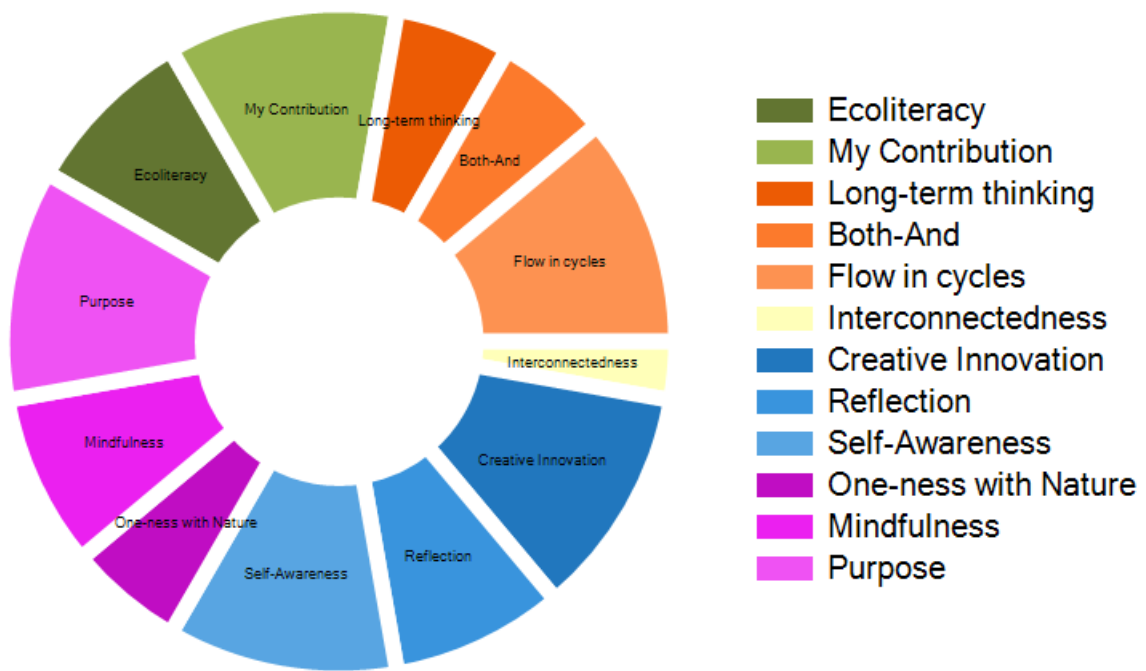 My Contribution
Long-term thinking
Both-And
Ecoliteracy
Flow in cycles
Purpose
Interconnectedness
Mindfulness
Creative Innovation
One-ness with Nature
Reflection
Self-Awareness
Ecoliteracy
My Contribution
Long-term thinking
Both-And
Flow in cycles
Interconnectedness
Creative Innovation
Reflection
Self-Awareness
One-ness with Nature
Mindfulness
Purpose